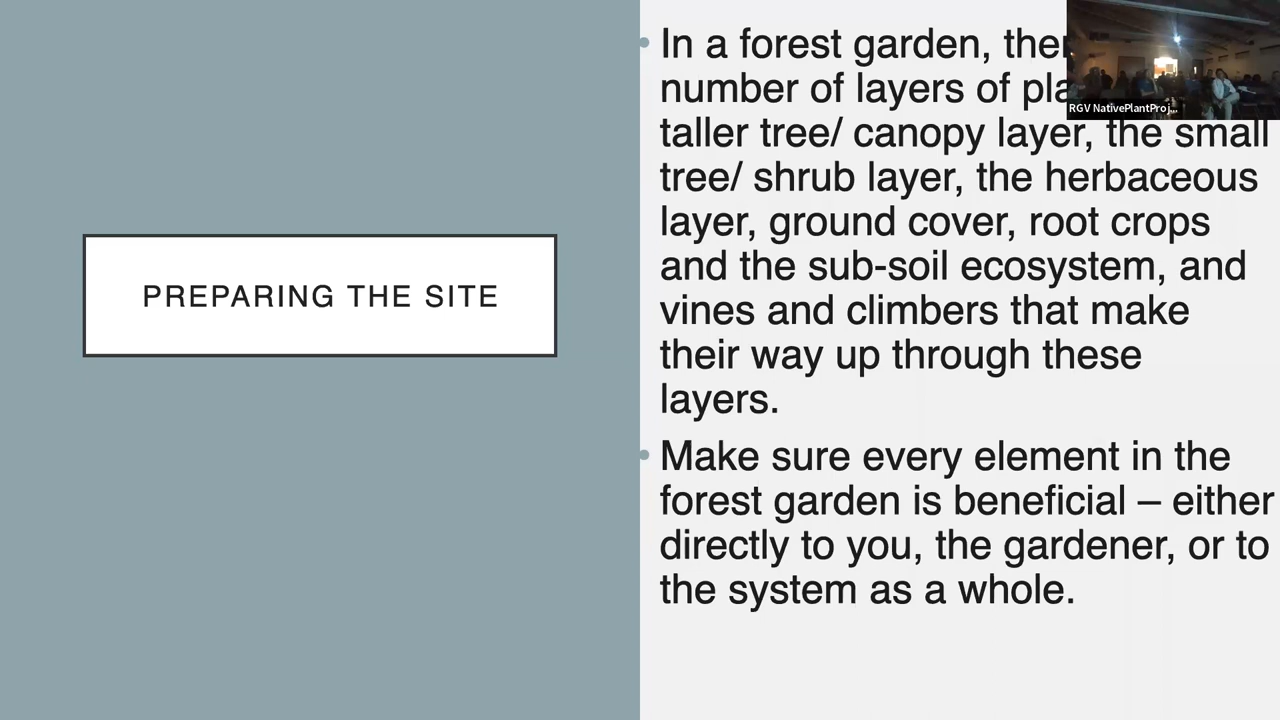 PREPARING THE SITE
In a forest garden,
number of layers of
taller tree/ canopy layer, the small
tree/ shrub layer, the herbaceous
layer, ground cover, root crops
and the sub-soil ecosystem, and
vines and climbers that make
their way up through these
layers.
Make sure every element in the
forest garden is beneficial – either
directly to you, the gardener, or to
the system as a whole.
RGV NativePlantProj...